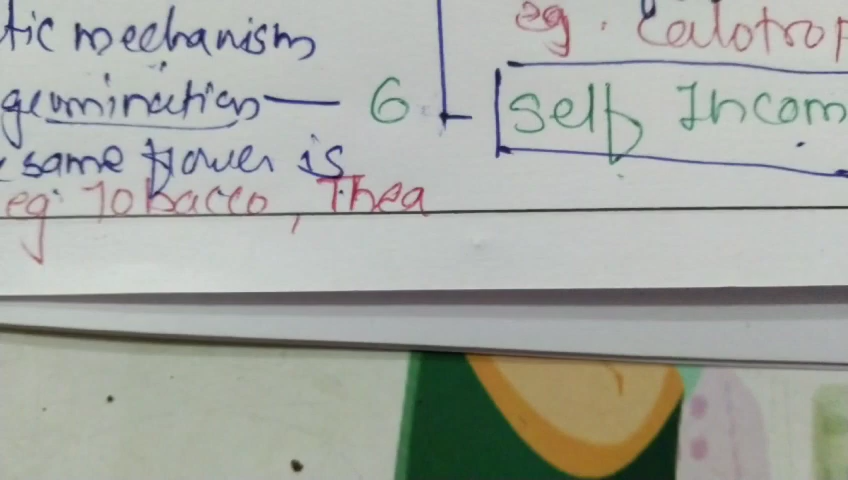 tic mechanism
germination — 6
same flower is
eg. Tobacco, Thea
eg. Calotrop
Self Incom